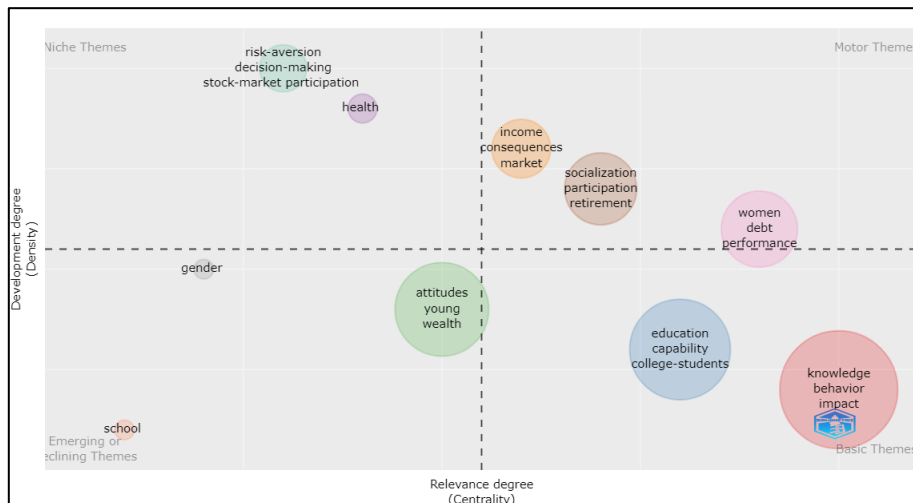 Niche Themes
Motor Theme
risk-aversion
decision-making
stock-market participation
health
income
consequences
market
socialization
participation
retirement
women
debt
performance
Development degree
(Density)
gender
attitudes
young
wealth
education
capability
college-students
knowledge
behavior
impact
school
Emerging or
eclining Themes
Basic Themes
Relevance degree
(Centrality)